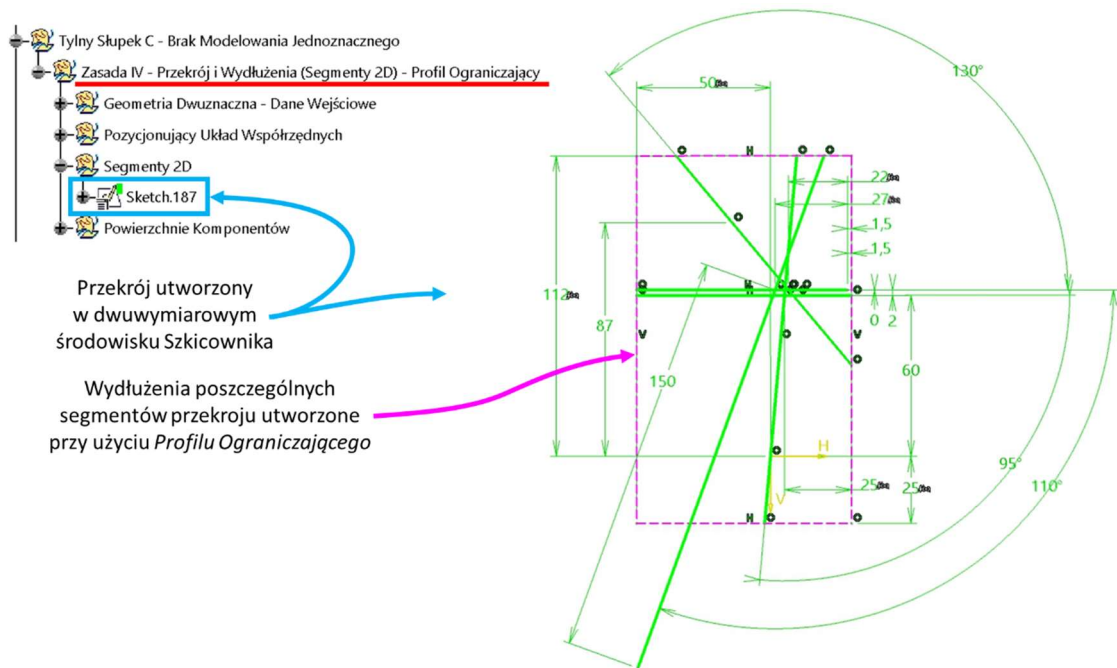 Tylny Słupek C - Brak Modelowania Jednoznacznego
Zasada IV - Przekrój i Wydłużenia (Segmenty 2D) - Profil Ograniczający
Geometria Dwuznaczna - Dane Wejściowe
Pozycjonujący Układ Współrzędnych
Segmenty 2D
Sketch.187
Powierzchnie Komponentów
Przekrój utworzony
w dwuwymiarowym
środowisku Szkicownika
Wydłużenia poszczególnych
segmentów przekroju utworzone
przy użyciu Profilu Ograniczającego
130°
50
H
22
27
1,5
1,5
H
H
112
0
2
87
V
V
150
60
H
95°
110°
25
25
V
H